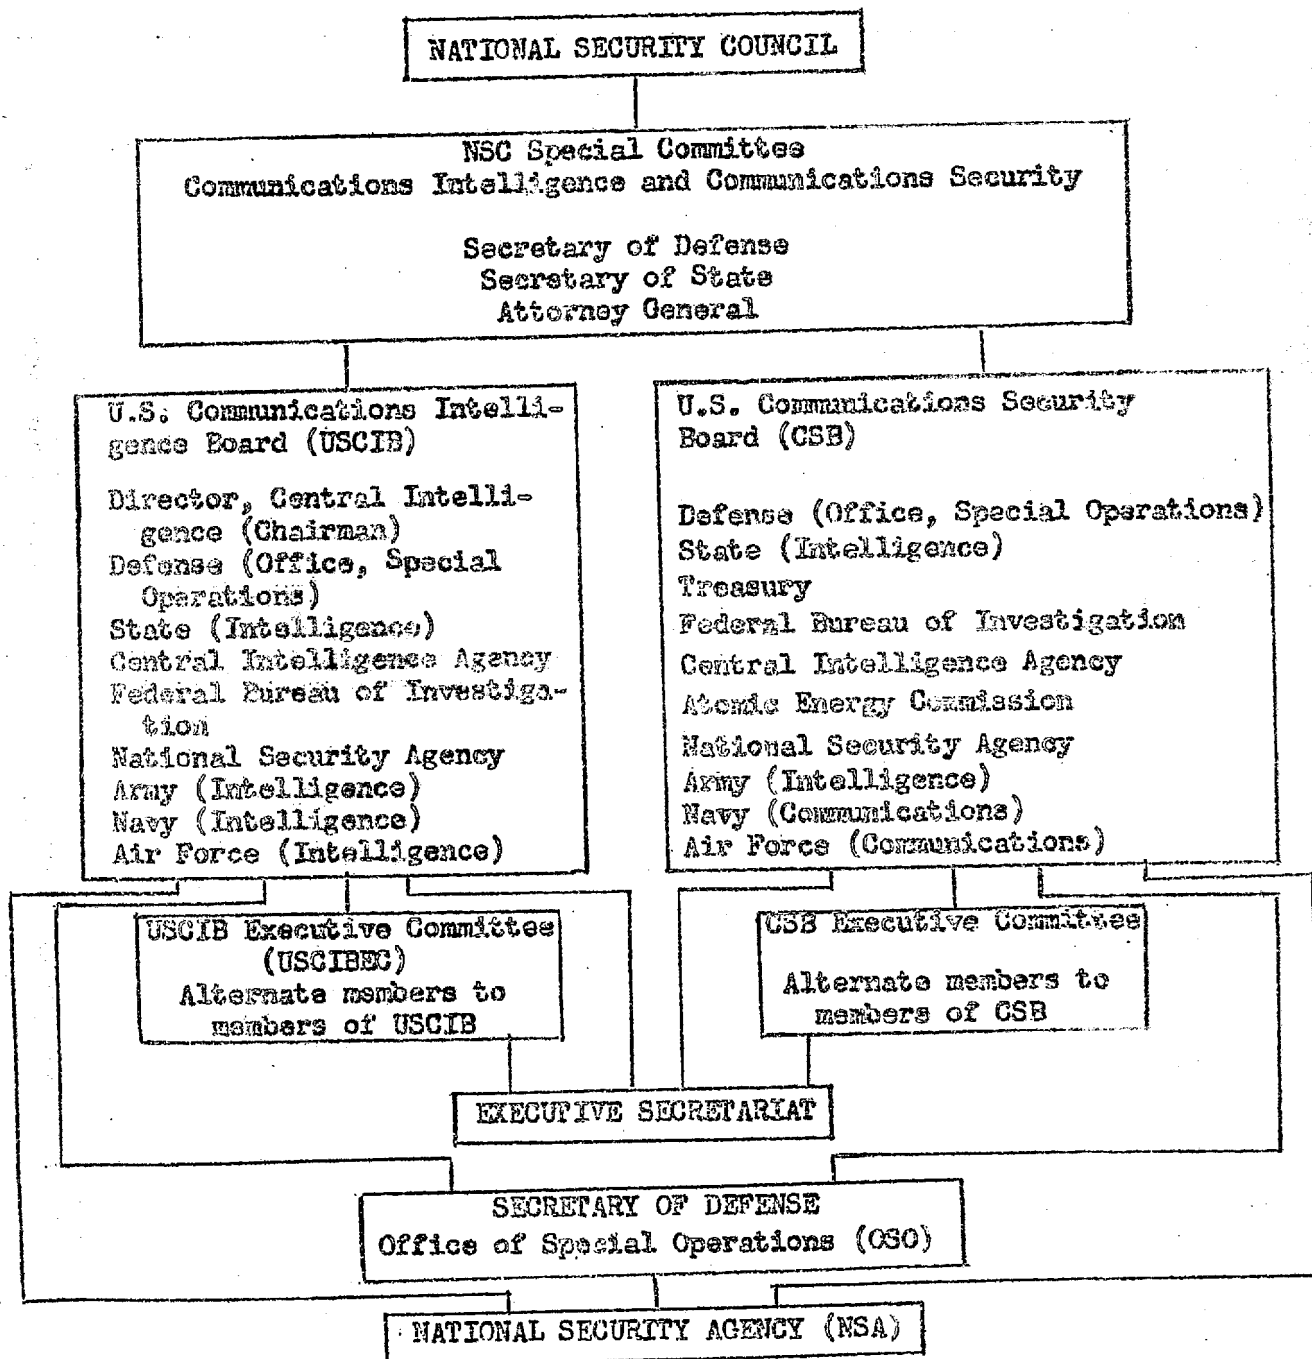 NATIONAL SECURITY COUNCIL
NSC Special Committee
Communications Intelligence and Communications Security
Secretary of Defense
Secretary of State
Attorney General
U.S. Communications Intelli-
gence Board (USCIB)
Director, Central Intelli-
gence (Chairman)
Defense (Office, Special
Operations)
State (Intelligence)
Central Intelligence Agency
Federal Bureau of Investiga-
tion
National Security Agency
Army (Intelligence)
Navy (Intelligence)
Air Force (Intelligence)
U.S. Communications Security
Board (CSB)
Defense (Office, Special Operations)
State (Intelligence)
Treasury
Federal Bureau of Investigation
Central Intelligence Agency
Atomic Energy Commission
National Security Agency
Army (Intelligence)
Navy (Communications)
Air Force (Communications)
USCIB Executive Committee
(USCIBEC)
Alternate members to
members of USCIB
CSB Executive Committee
Alternate members to
members of CSB
EXECUTIVE SECRETARIAT
SECRETARY OF DEFENSE
Office of Special Operations (OSO)
NATIONAL SECURITY AGENCY (NSA)